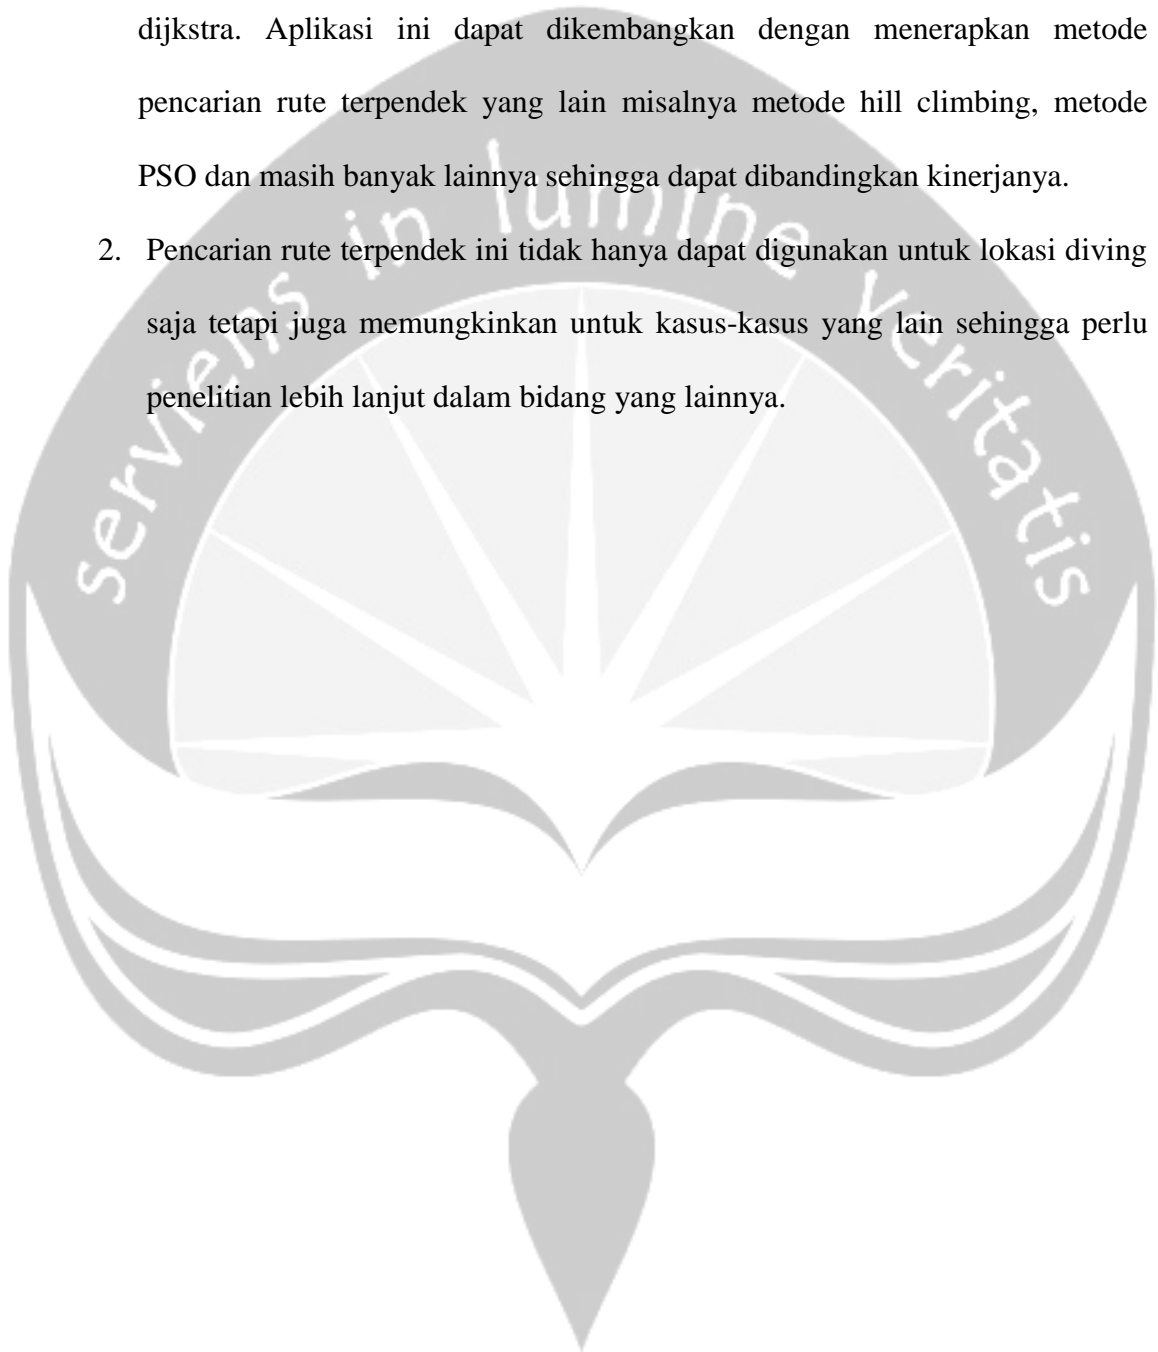 dijkstra. Aplikasi ini dapat dikembangkan dengan menerapkan metode
pencarian rute terpendek yang lain misalnya metode hill climbing, metode
PSO dan masih banyak lainnya sehingga dapat dibandingkan kinerjanya.
2. Pencarian rute terpendek ini tidak hanya dapat digunakan untuk lokasi diving
saja tetapi juga memungkinkan untuk kasus-kasus yang lain sehingga perlu
penelitian lebih lanjut dalam bidang yang lainnya.
serviens in lumine veritatis